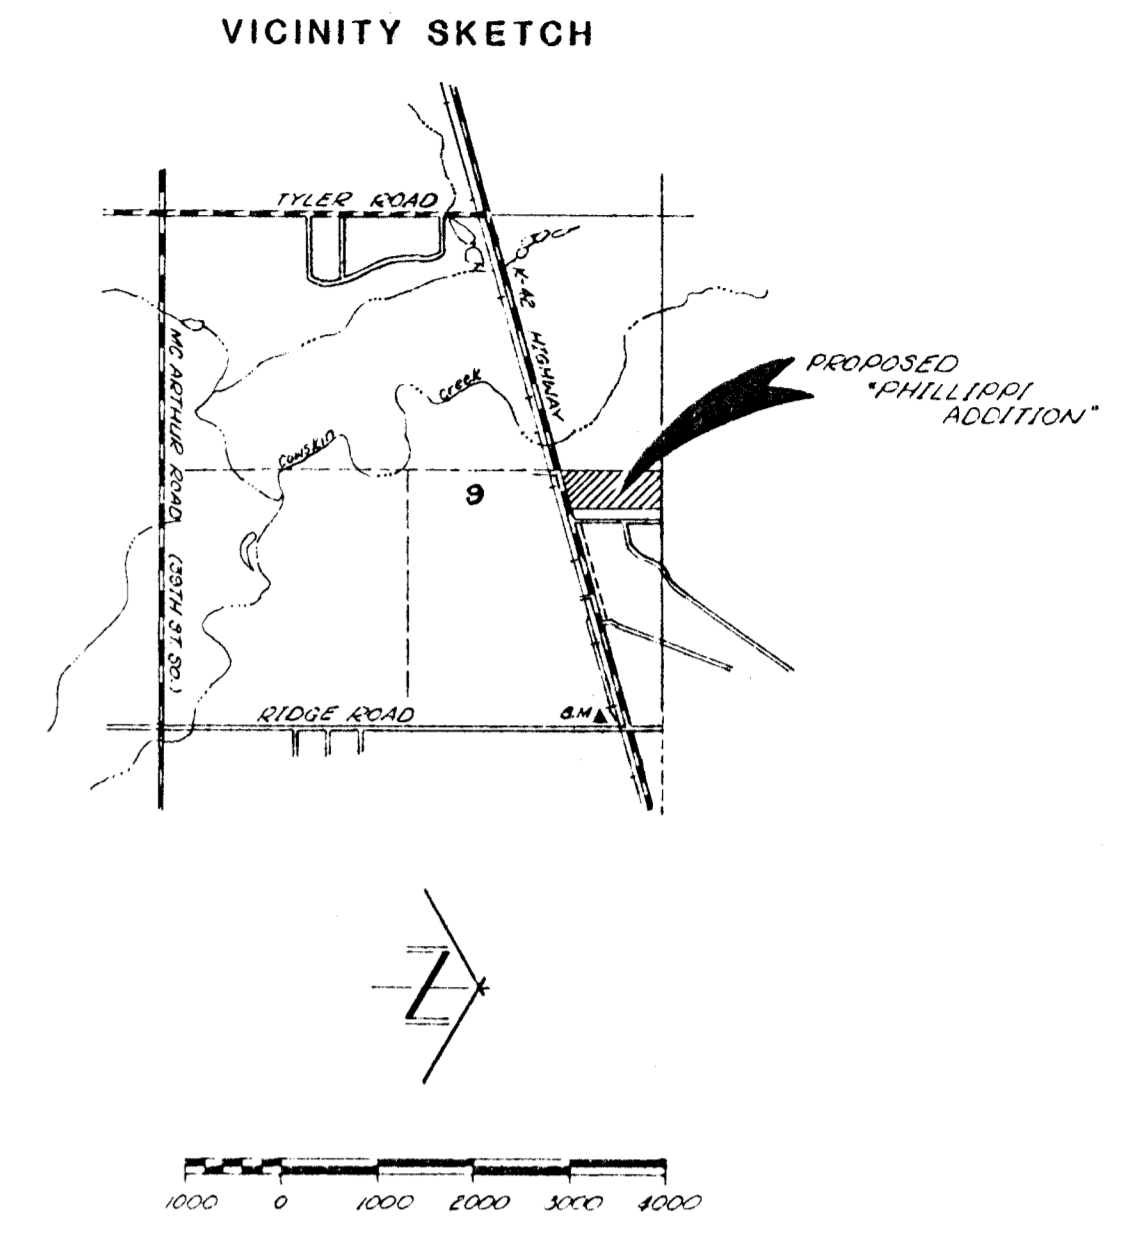 VICINITY SKETCH
TYLER ROAD
K-42 HIGHWAY
MC ARTHUR ROAD (39TH ST. SO.)
PROPOSED
"PHILLIPPI
ADDITION"
CREEK
COWSKIN
9
RIDGE ROAD
B.M
N
1000 0 1000 2000 3000 4000